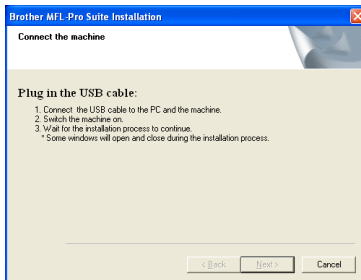 Brother MFL-Pro Suite Installation
Connect the machine
Plug in the USB cable:
1. Connect the USB cable to the PC and the machine.
2. Switch the machine on.
3. Wait for the installation process to continue.
* Some windows will open and close during the installation process.
< Back
Next >
Cancel